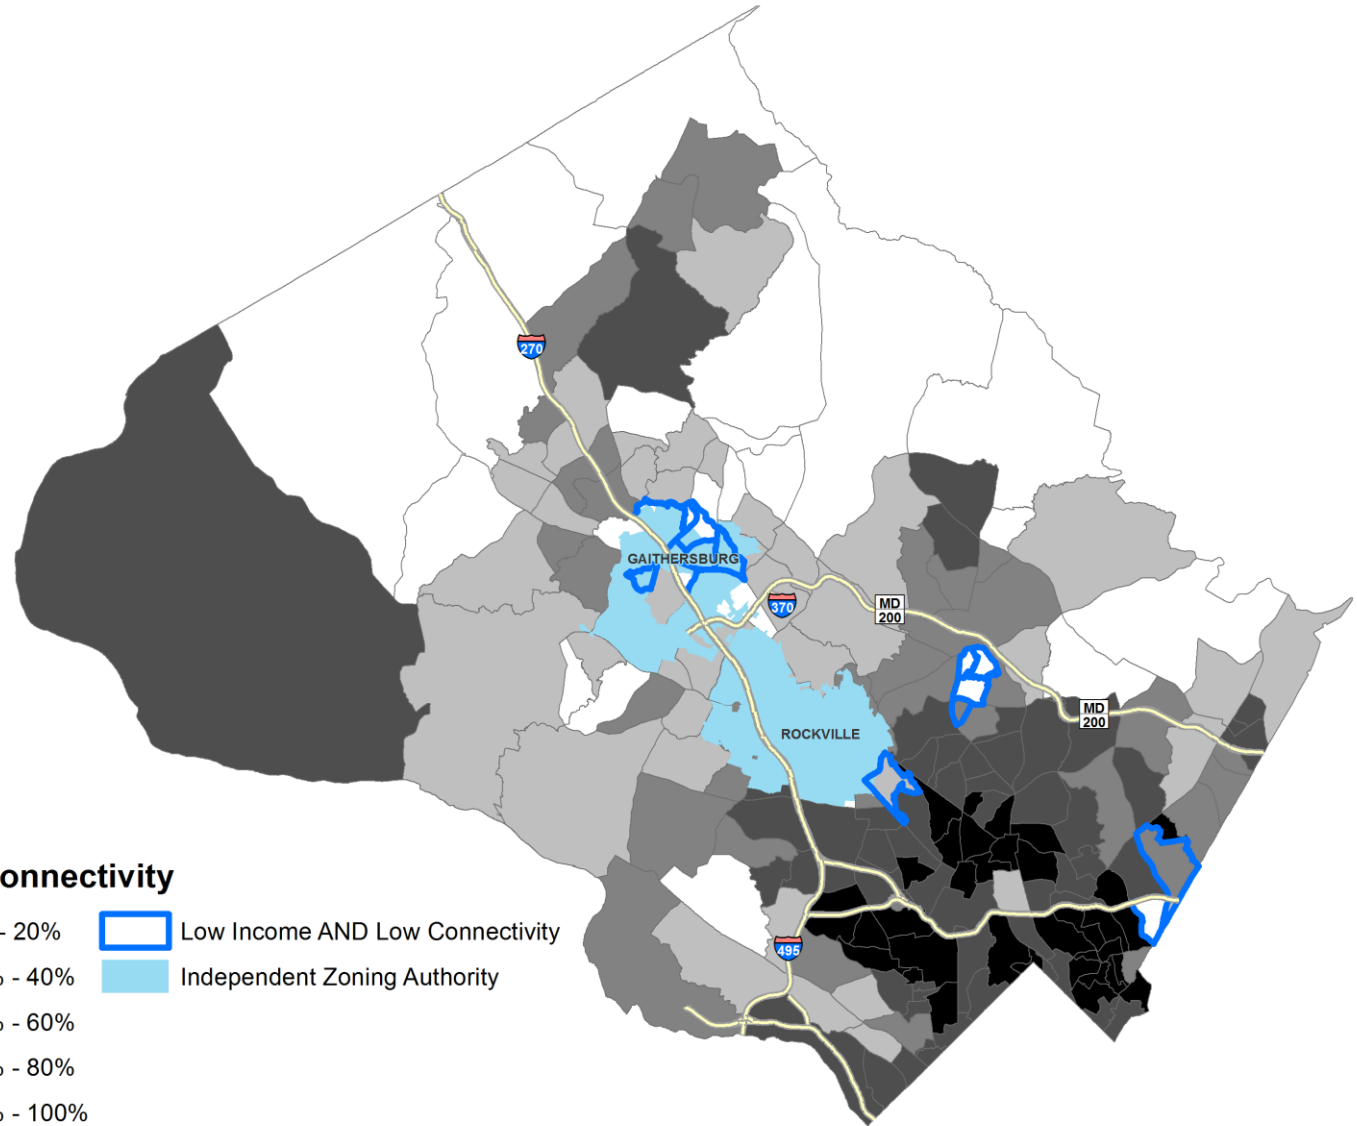 270
GAITHERSBURG
370
MD
200
MD
200
ROCKVILLE
495
onnectivity
- 20%
- 40%
- 60%
- 80%
- 100%
Low Income AND Low Connectivity
Independent Zoning Authority